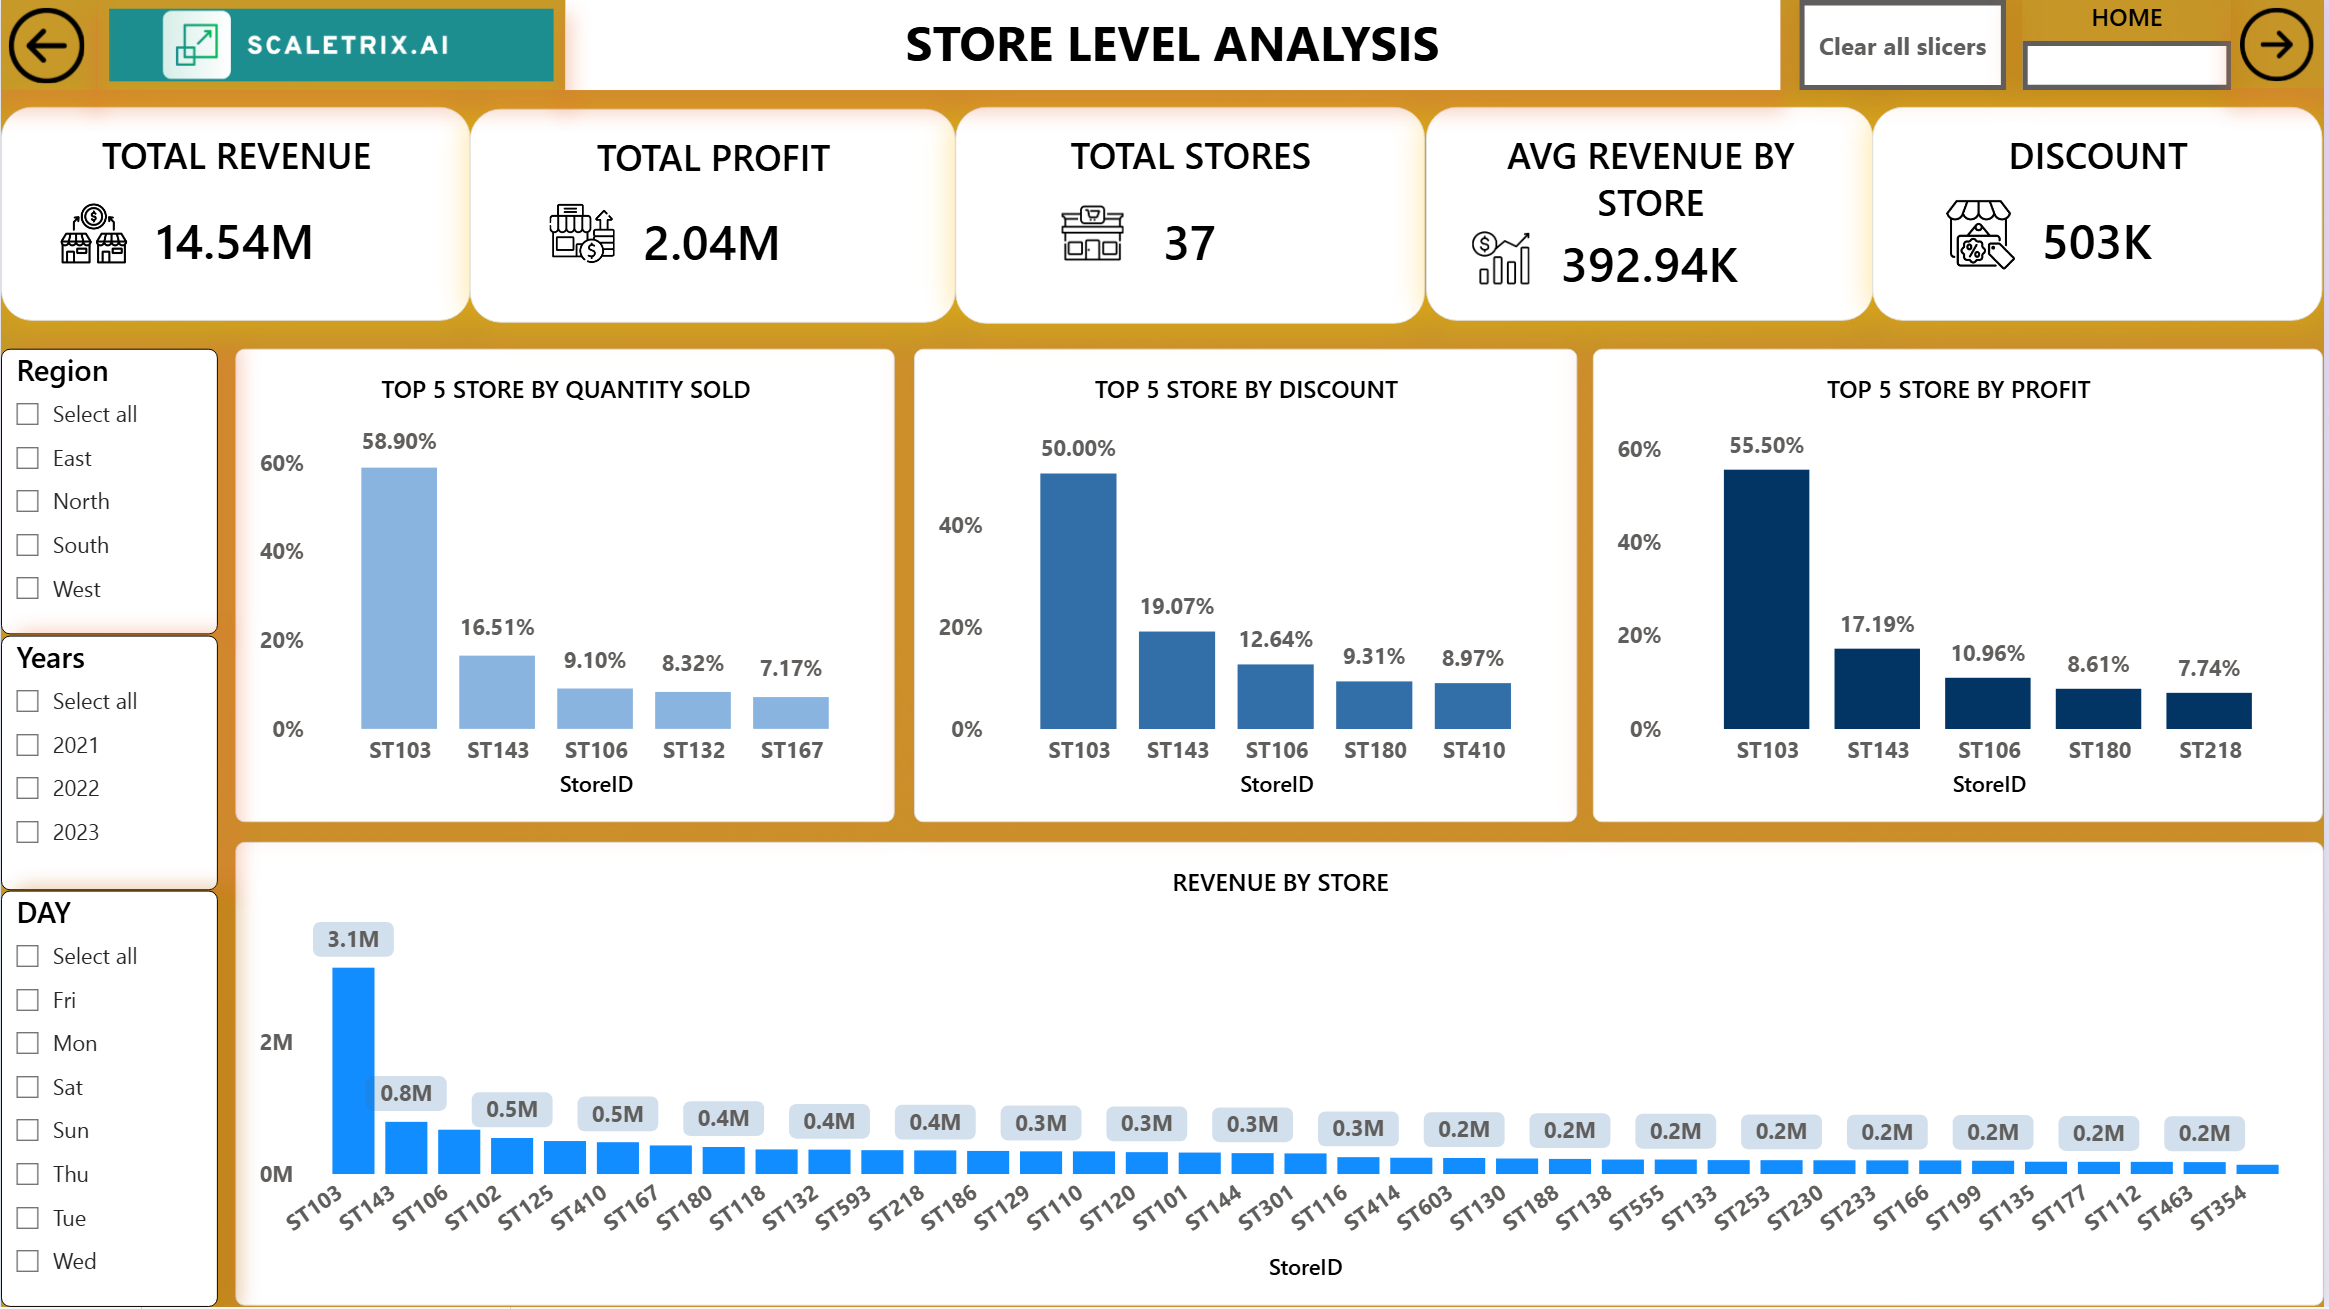 SCALETRIX.AI
STORE LEVEL ANALYSIS
Clear all slicers
HOME
TOTAL REVENUE
14.54M
TOTAL PROFIT
2.04M
TOTAL STORES
37
AVG REVENUE BY
STORE
392.94K
DISCOUNT
503K
Region
Select all
East
North
South
West
Years
Select all
2021
2022
2023
DAY
Select all
Fri
Mon
Sat
Sun
Thu
Tue
Wed
TOP 5 STORE BY QUANTITY SOLD
60%
40%
20%
0%
58.90%
16.51%
9.10%
8.32%
7.17%
ST103 ST143 ST106 ST132 ST167
StoreID
TOP 5 STORE BY DISCOUNT
40%
20%
0%
50.00%
19.07%
12.64%
9.31%
8.97%
ST103 ST143 ST106 ST180 ST410
StoreID
TOP 5 STORE BY PROFIT
60%
40%
20%
0%
55.50%
17.19%
10.96%
8.61%
7.74%
ST103 ST143 ST106 ST180 ST218
StoreID
REVENUE BY STORE
2M
0M
3.1M
0.8M 0.5M 0.5M 0.4M 0.4M 0.4M 0.3M 0.3M 0.3M 0.3M 0.2M 0.2M 0.2M 0.2M 0.2M 0.2M 0.2M 0.2M
ST103 ST143 ST106 ST102 ST125 ST410 ST167 ST180 ST118 ST132 ST593 ST218 ST186 ST129 ST110 ST120 ST101 ST144 ST301 ST116 ST414 ST603 ST130 ST188 ST138 ST555 ST133 ST253 ST230 ST233 ST166 ST199 ST135 ST177 ST112 ST463 ST354
StoreID